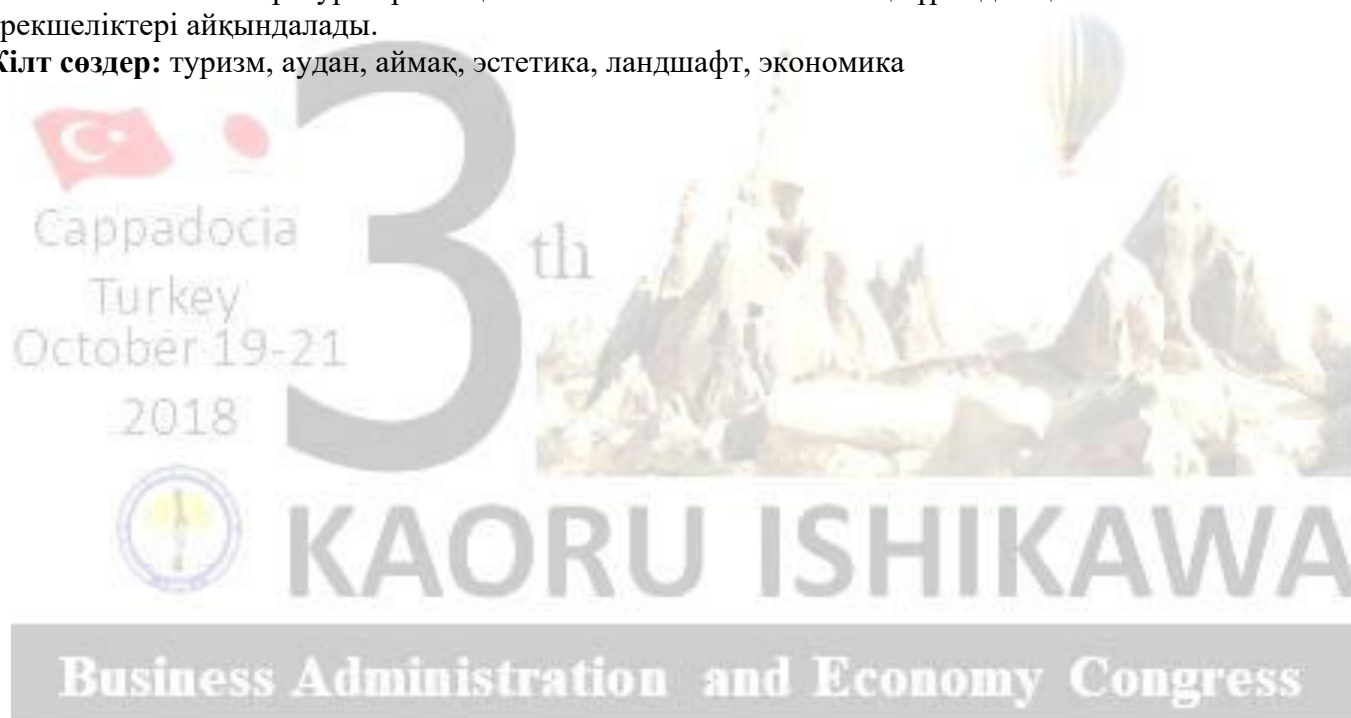 рекшеліктері айқындалады.
Кілт сөздер: туризм, аудан, аймақ, эстетика, ландшафт, экономика
Cappadocia
Turkey
October 19-21
2018
3th
KAORU ISHIKAWA
Business Administration and Economy Congress